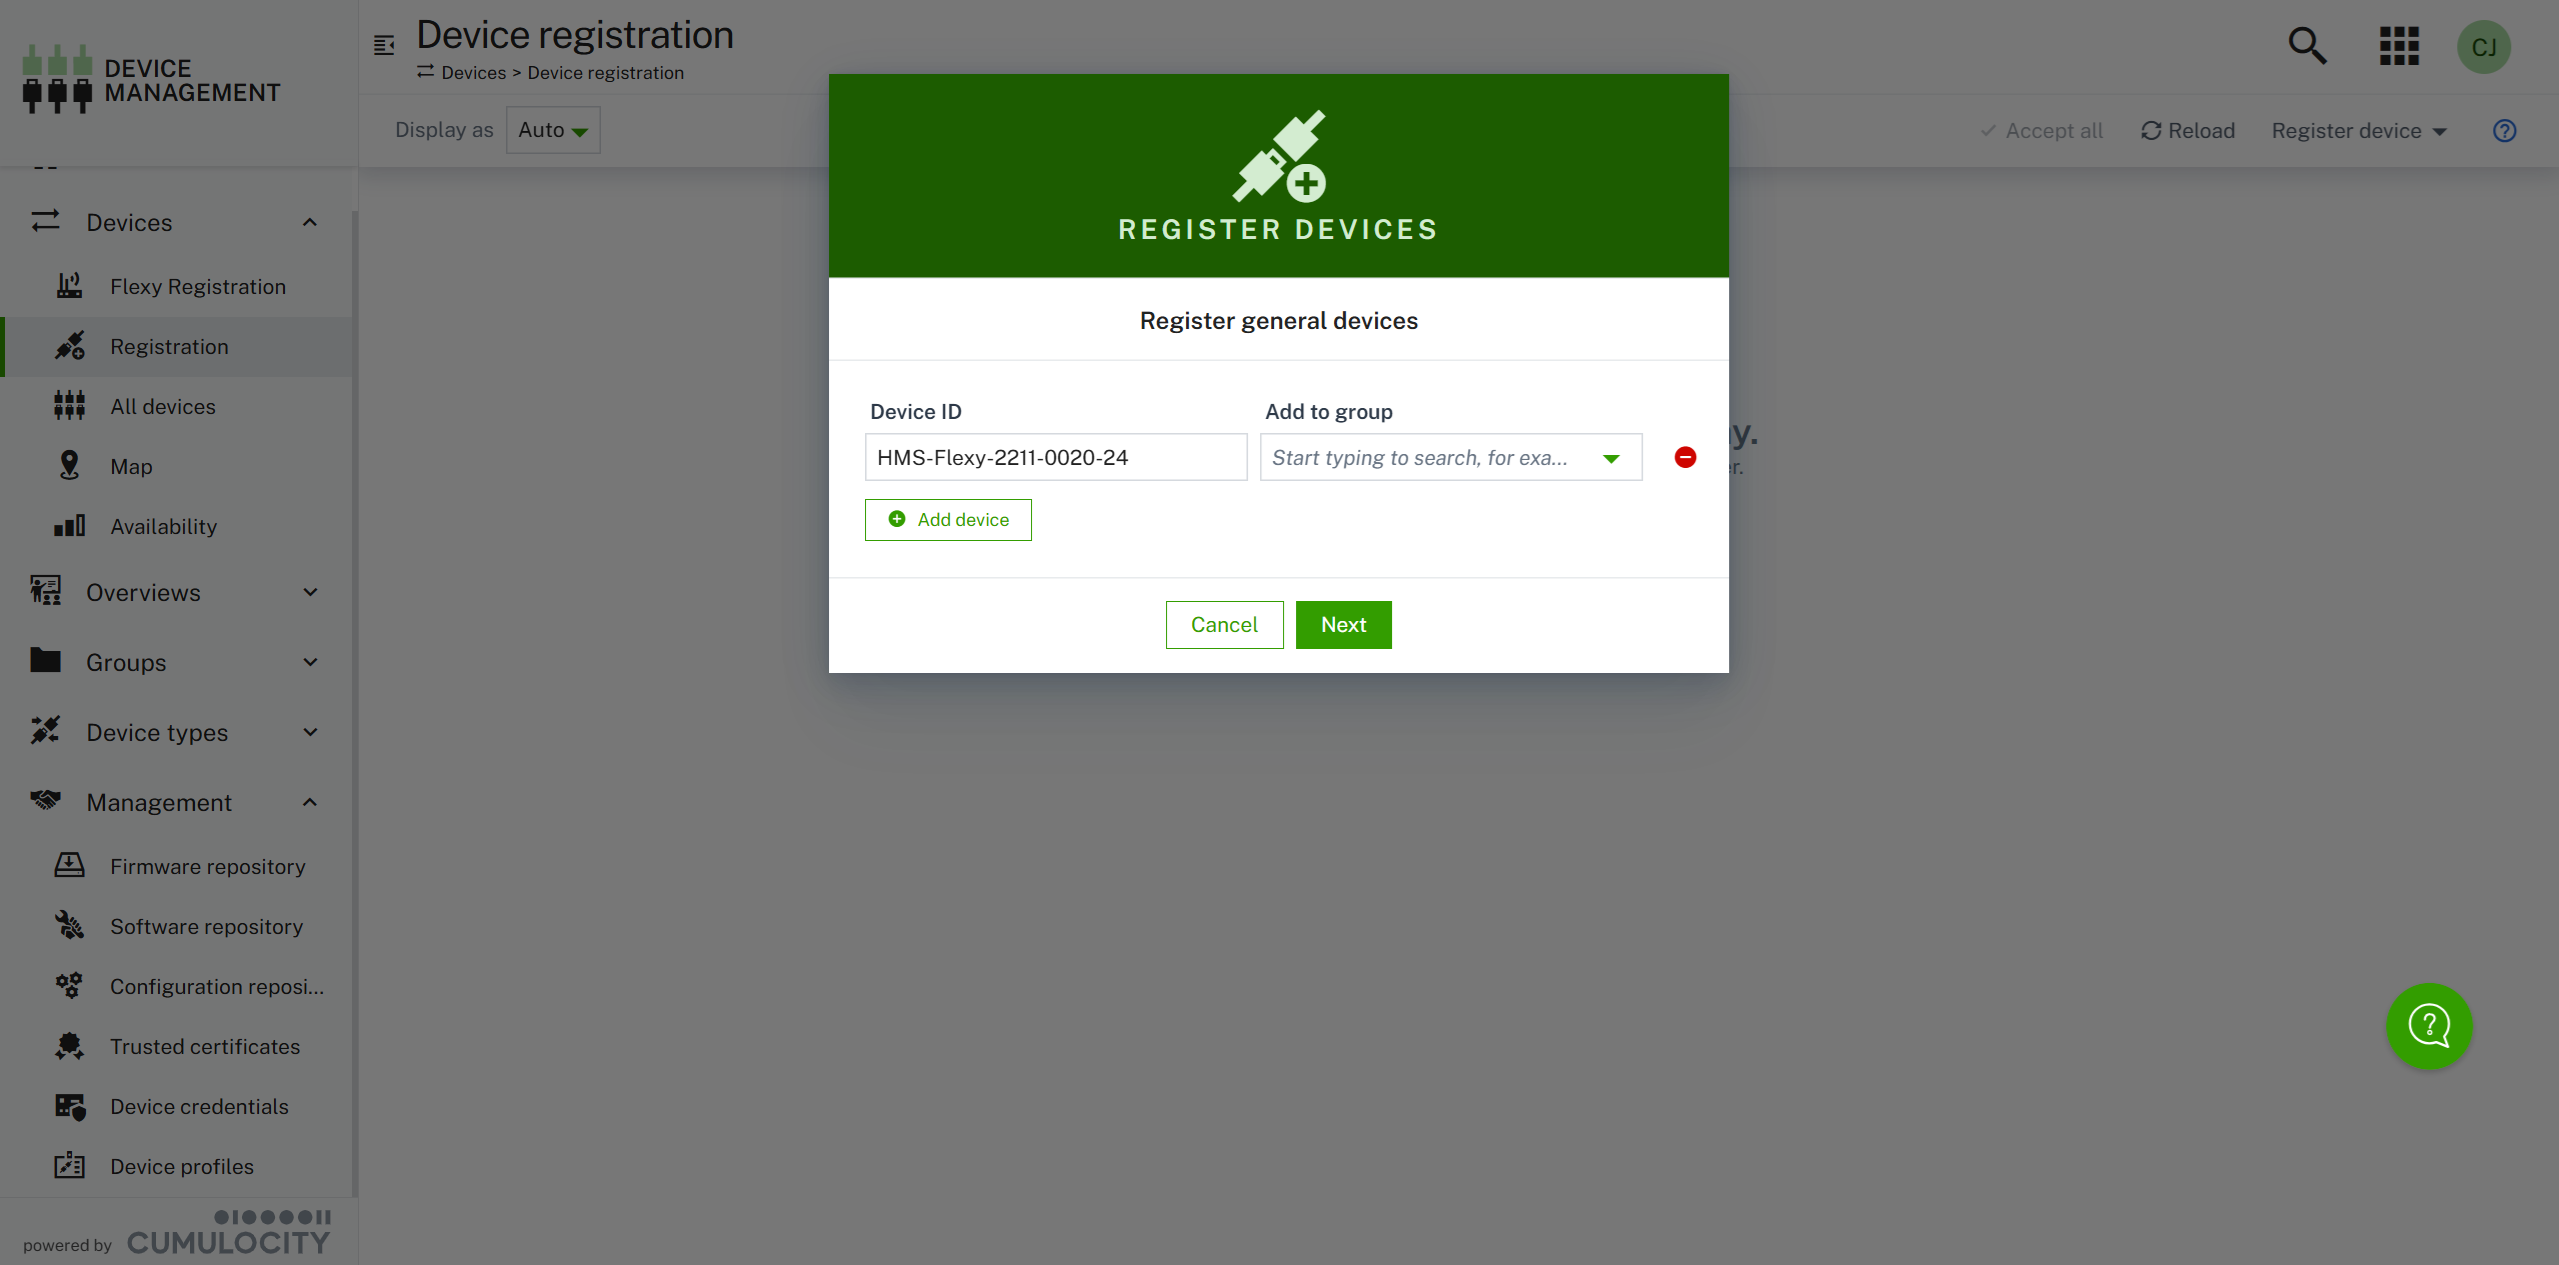 DEVICE
MANAGEMENT
Device registration
Devices > Device registration
CJ
Display as
Auto
Accept all
Reload
Register device
Devices
Flexy Registration
Registration
All devices
Map
Availability
Overviews
Groups
Device types
Management
Firmware repository
Software repository
Configuration reposi...
Trusted certificates
Device credentials
Device profiles
powered by CUMULOCITY
REGISTER DEVICES
Register general devices
Device ID
Add to group
HMS-Flexy-2211-0020-24
Start typing to search, for exa...
Add device
Cancel
Next
y.
r.